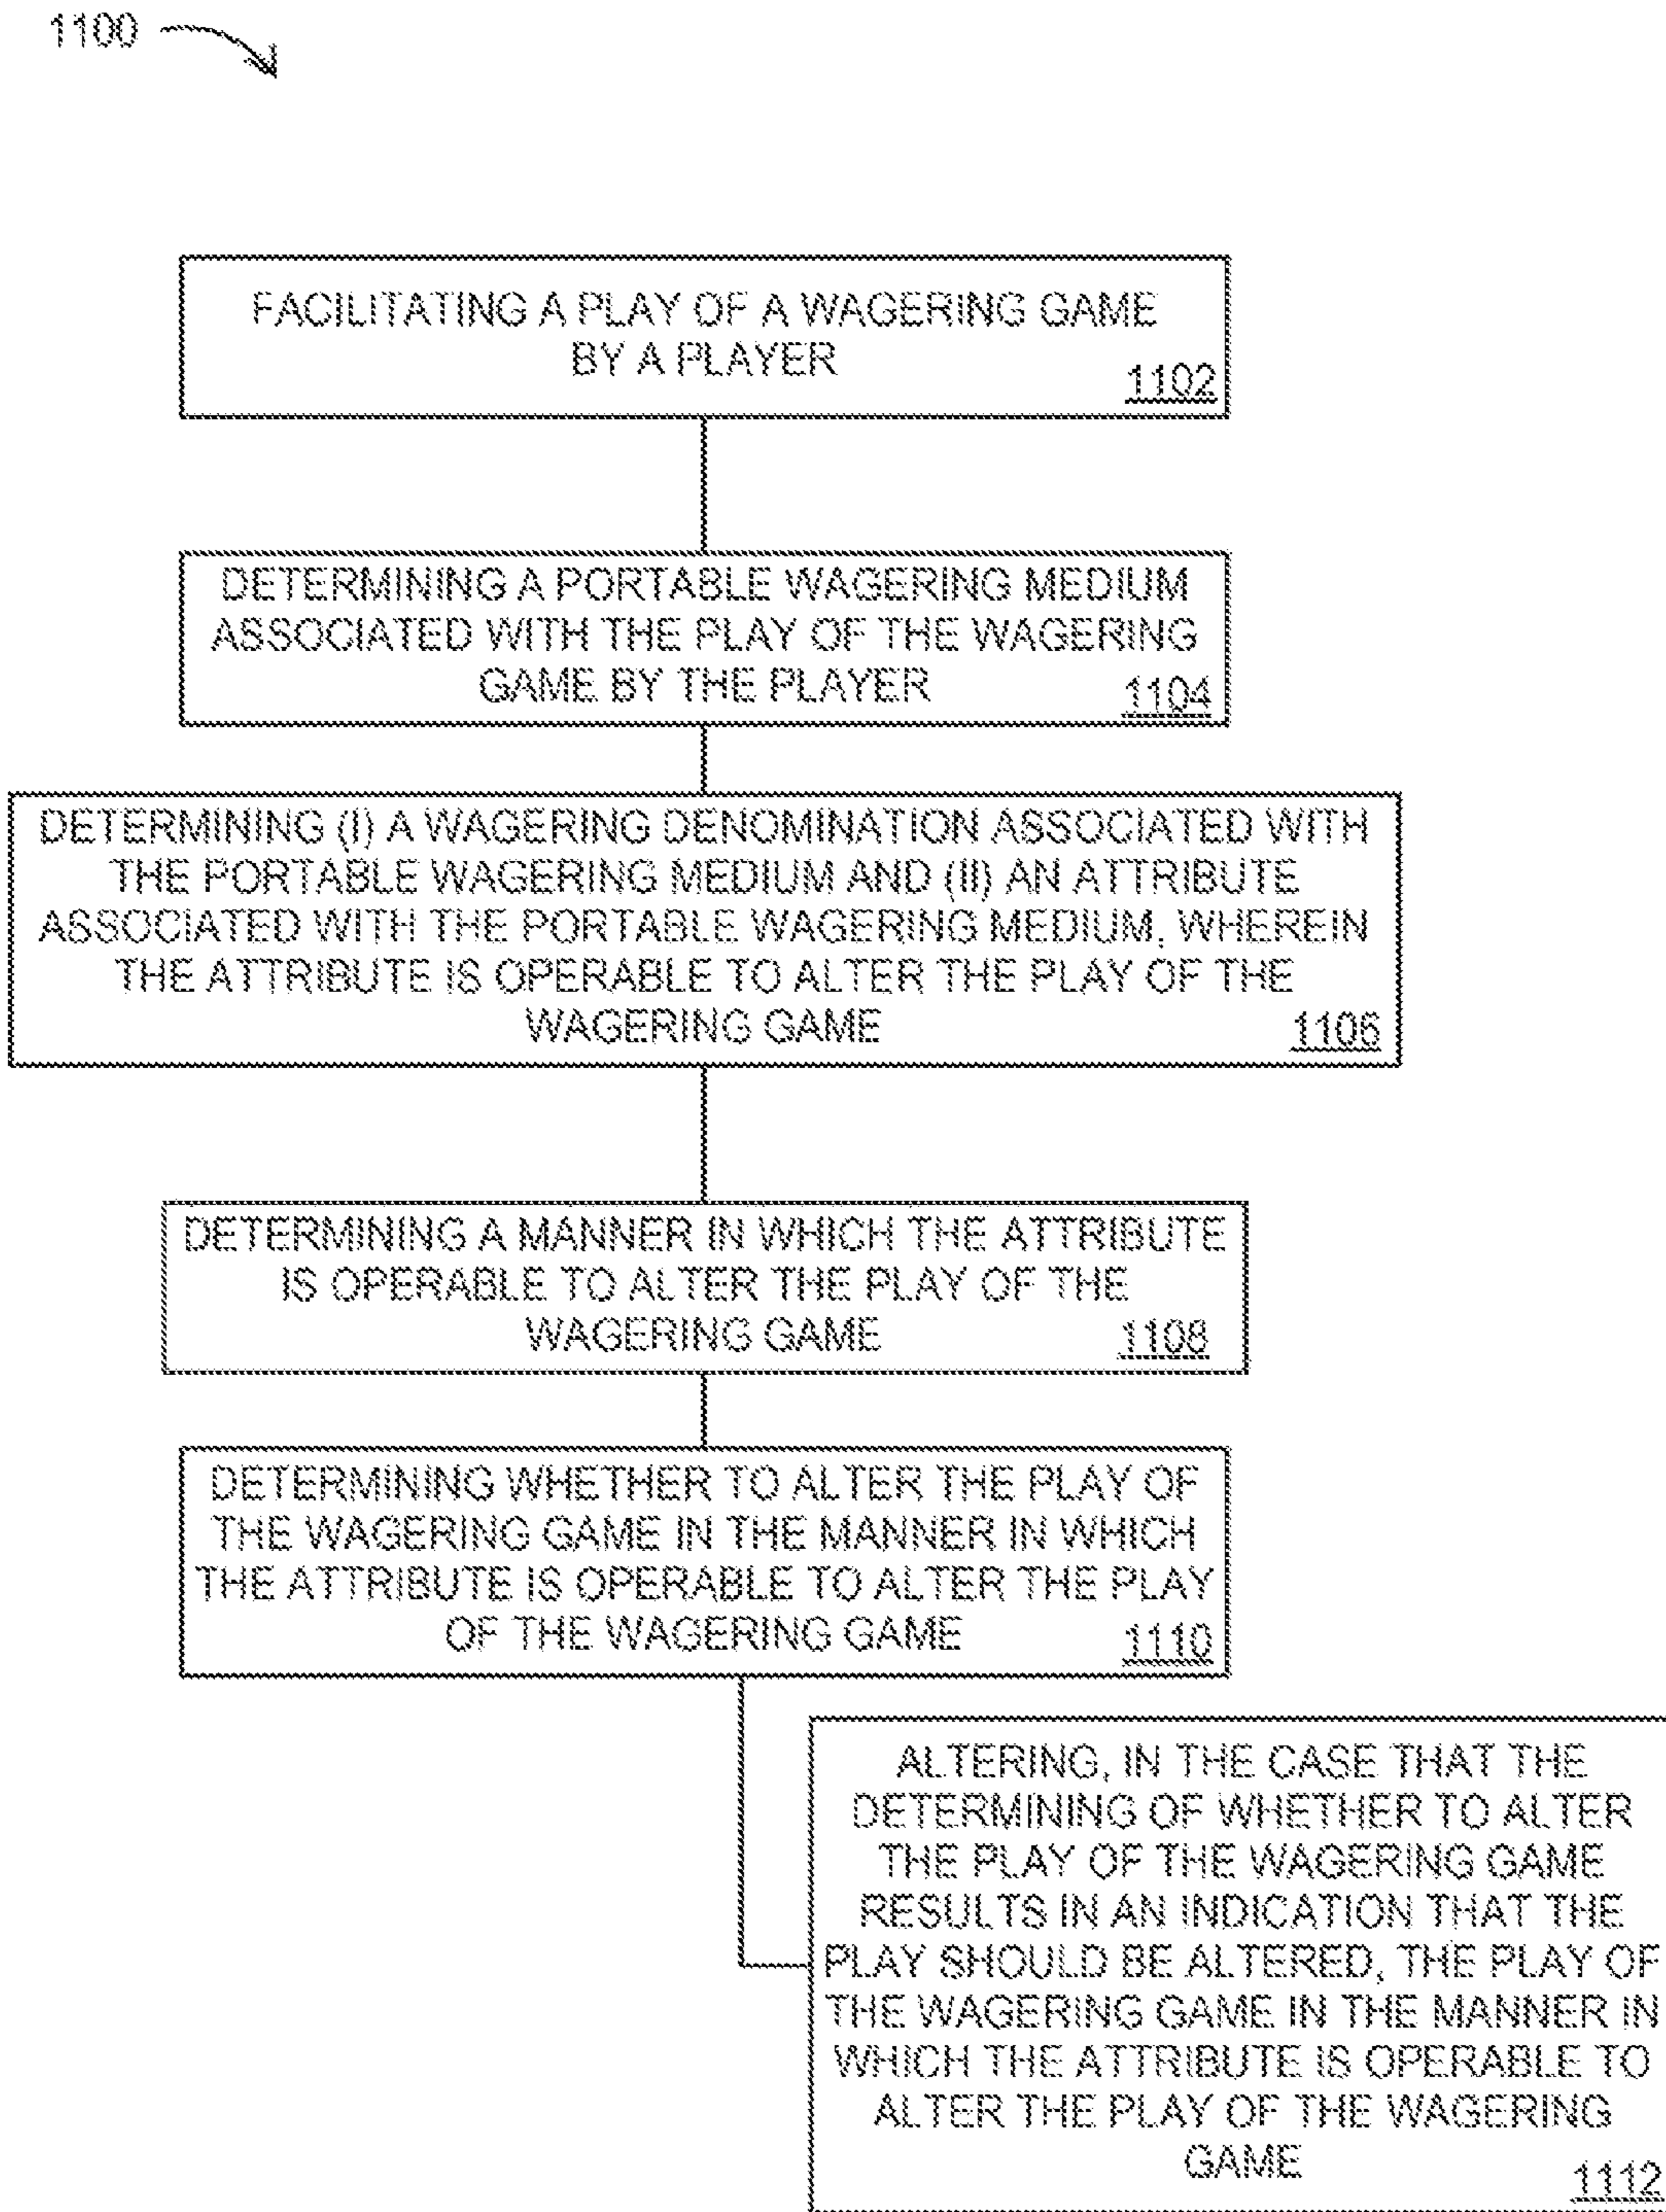 1100
FACILITATING A PLAY OF A WAGERING GAME
BY A PLAYER
1102
DETERMINING A PORTABLE WAGERING MEDIUM
ASSOCIATED WITH THE PLAY OF THE WAGERING
GAME BY THE PLAYER
1104
DETERMINING (I) A WAGERING DENOMINATION ASSOCIATED WITH
THE PORTABLE WAGERING MEDIUM AND (II) AN ATTRIBUTE
ASSOCIATED WITH THE PORTABLE WAGERING MEDIUM, WHEREIN
THE ATTRIBUTE IS OPERABLE TO ALTER THE PLAY OF THE
WAGERING GAME
1106
DETERMINING A MANNER IN WHICH THE ATTRIBUTE
IS OPERABLE TO ALTER THE PLAY OF THE
WAGERING GAME
1108
DETERMINING WHETHER TO ALTER THE PLAY OF
THE WAGERING GAME IN THE MANNER IN WHICH
THE ATTRIBUTE IS OPERABLE TO ALTER THE PLAY
OF THE WAGERING GAME
1110
ALTERING, IN THE CASE THAT THE
DETERMINING OF WHETHER TO ALTER
THE PLAY OF THE WAGERING GAME
RESULTS IN AN INDICATION THAT THE
PLAY SHOULD BE ALTERED, THE PLAY OF
THE WAGERING GAME IN THE MANNER IN
WHICH THE ATTRIBUTE IS OPERABLE TO
ALTER THE PLAY OF THE WAGERING
GAME
1112